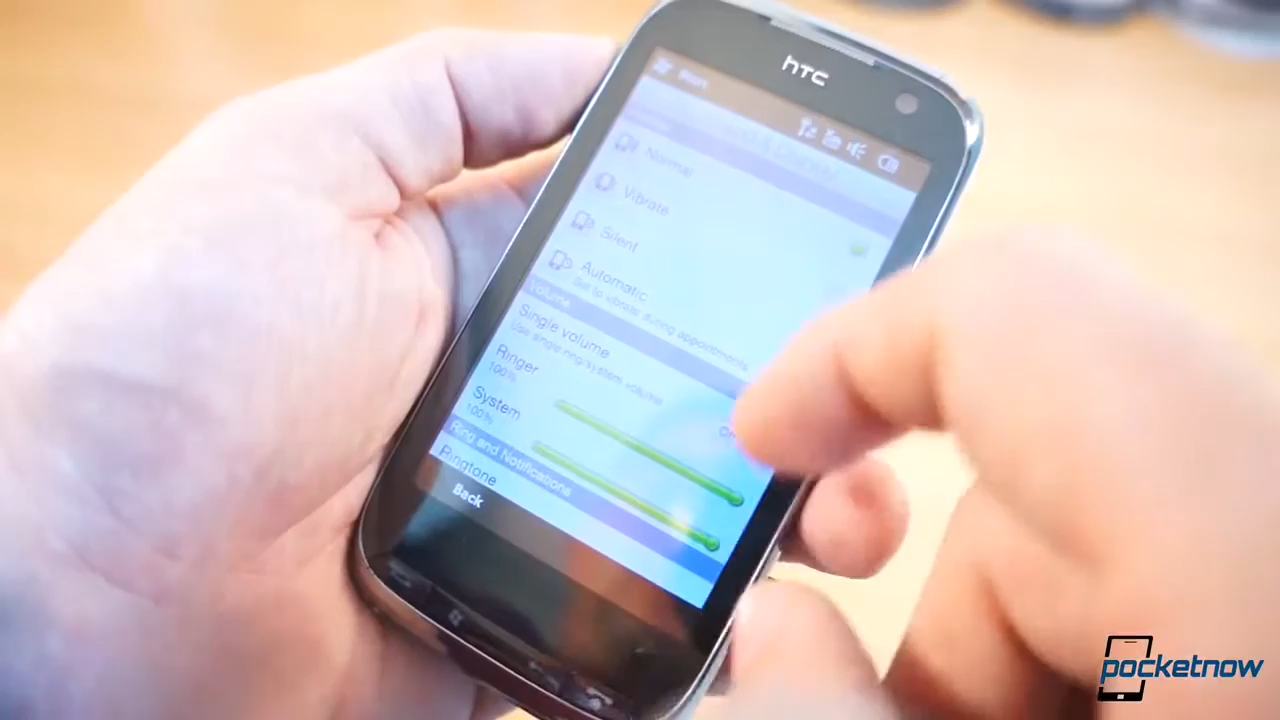 hTC
Start
Normal
Vibrate
Silent
Automatic
Set to vibrate during appointments
Volume
Single volume
Use single ring/system volume
Ringer
100%
System
100%
Ring and Notifications
Ringtone
Back
pocketnow